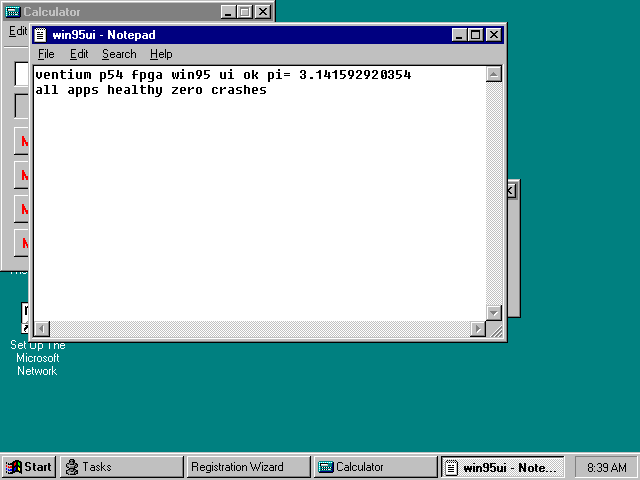 Calculator
Edit
win95ui - Notepad
File Edit Search Help
ventium p54 fpga win95 ui ok pi= 3.141592920354
all apps healthy zero crashes
Set Up The
Microsoft
Network
Start
Tasks
Registration Wizard
Calculator
win95ui - Note...
8:39 AM